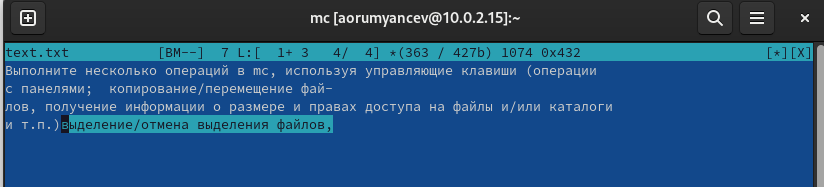 mc [aorumyancev@10.0.2.15]:~
text.txt [BM--] 7 L:[ 1+ 3 4/ 4] *(363 / 427b) 1074 0x432 [*][X]
Выполните несколько операций в mc, используя управляющие клавиши (операции
с панелями; копирование/перемещение фай-
лов, получение информации о размере и правах доступа на файлы и/или каталоги
и т.п.)выделение/отмена выделения файлов,